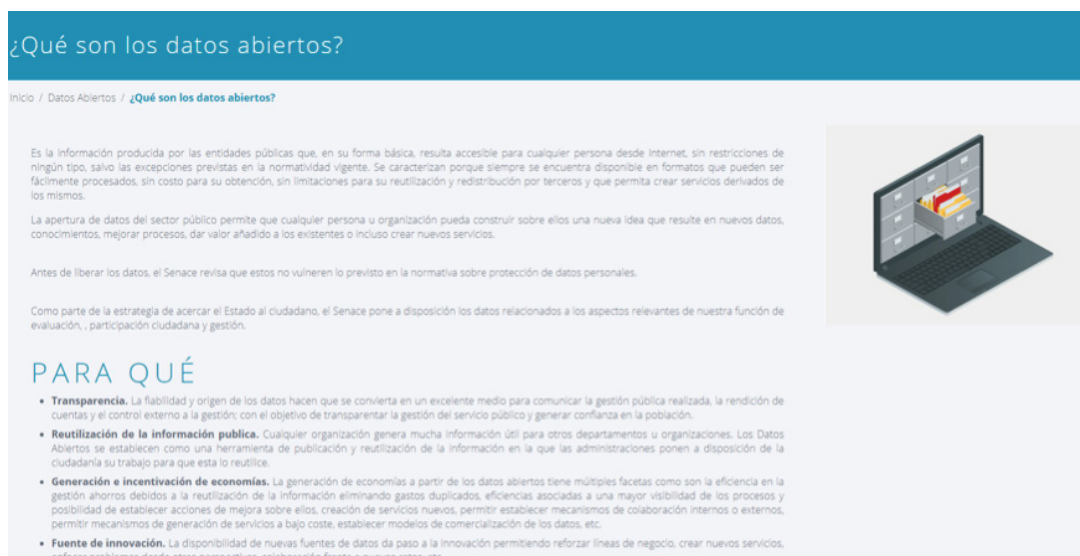 ¿Qué son los datos abiertos?
Inicio / Datos Abiertos / ¿Qué son los datos abiertos?
Es la información producida por las entidades públicas que, en su forma básica, resulta accesible para cualquier persona desde Internet, sin restricciones de
ningún tipo, salvo las excepciones previstas en la normatividad vigente. Se caracterizan porque siempre se encuentra disponible en formatos que pueden ser
fácilmente procesados, sin costo para su obtención, sin limitaciones para su reutilización y redistribución por terceros y que permita crear servicios derivados de
los mismos.
La apertura de datos del sector público permite que cualquier persona u organización pueda construir sobre ellos una nueva idea que resulte en nuevos datos,
conocimientos, mejorar procesos, dar valor añadido a los existentes o incluso crear nuevos servicios.
Antes de liberar los datos, el Senace revisa que estos no vulneren lo previsto en la normativa sobre protección de datos personales.
Como parte de la estrategia de acercar el Estado al ciudadano, el Senace pone a disposición los datos relacionados a los aspectos relevantes de nuestra función de
evaluación, , participación ciudadana y gestión.
PARA QUÉ
• Transparencia. La fiabilidad y origen de los datos hacen que se convierta en un excelente medio para comunicar la gestión pública realizada, la rendición de
cuentas y el control externo a la gestión; con el objetivo de transparentar la gestión del servicio público y generar confianza en la población.
• Reutilización de la información publica. Cualquier organización genera mucha información útil para otros departamentos u organizaciones. Los Datos
Abiertos se establecen como una herramienta de publicación y reutilización de la información en la que las administraciones ponen a disposición de la
ciudadanía su trabajo para que esta lo reutilice.
• Generación e incentivación de economías. La generación de economías a partir de los datos abiertos tiene múltiples facetas como son la eficiencia en la
gestión ahorros debidos a la reutilización de la información eliminando gastos duplicados, eficiencias asociadas a una mayor visibilidad de los procesos y
posibilidad de establecer acciones de mejora sobre ellos, creación de servicios nuevos, permitir establecer mecanismos de colaboración internos o externos,
permitir mecanismos de generación de servicios a bajo coste, establecer modelos de comercialización de los datos, etc.
• Fuente de innovación. La disponibilidad de nuevas fuentes de datos da paso a la innovación permitiendo reforzar líneas de negocio, crear nuevos servicios,